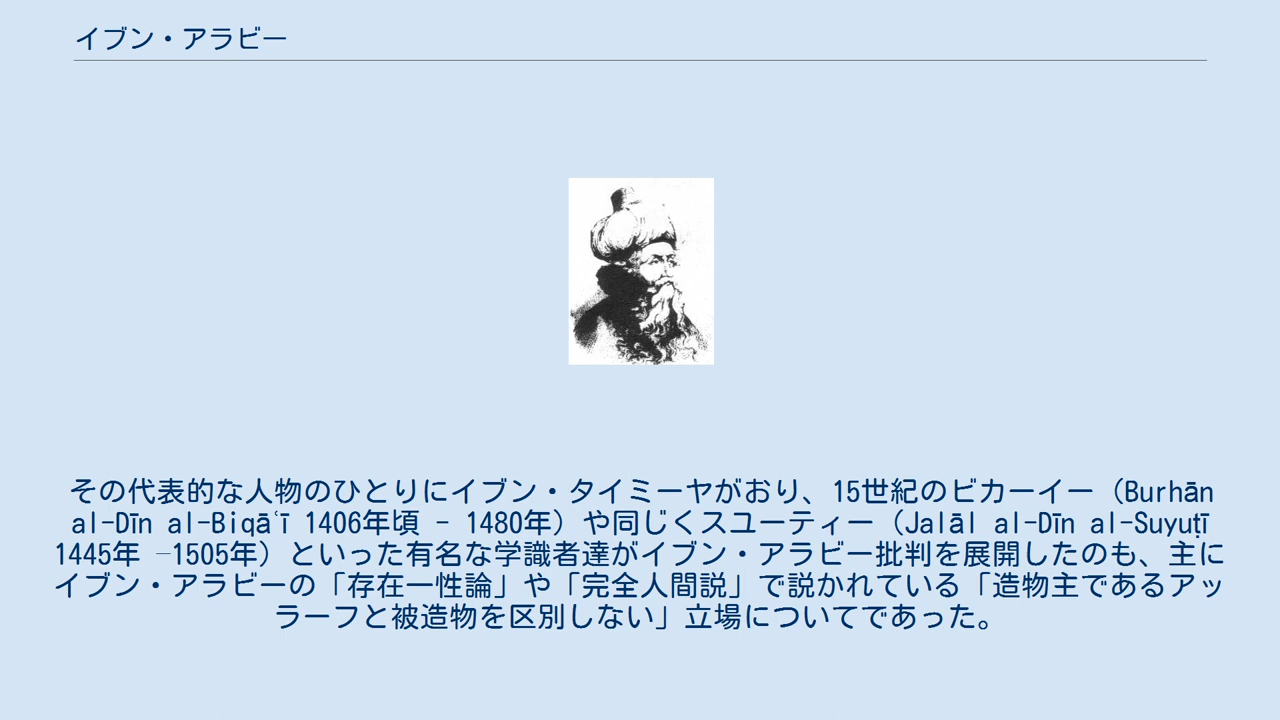 イブン・アラビー
その代表的な人物のひとりにイブン・タイミーヤがおり、15世紀のビカーイー（Burhān
al-Dīn al-Biqāʿī 1406年頃 - 1480年）や同じくスユーティー（Jalāl al-Dīn al-Suyuṭī
1445年 –1505年）といった有名な学識者達がイブン・アラビー批判を展開したのも、主に
イブン・アラビーの「存在一性論」や「完全人間説」で説かれている「造物主であるアッ
ラーフと被造物を区別しない」立場についてであった。